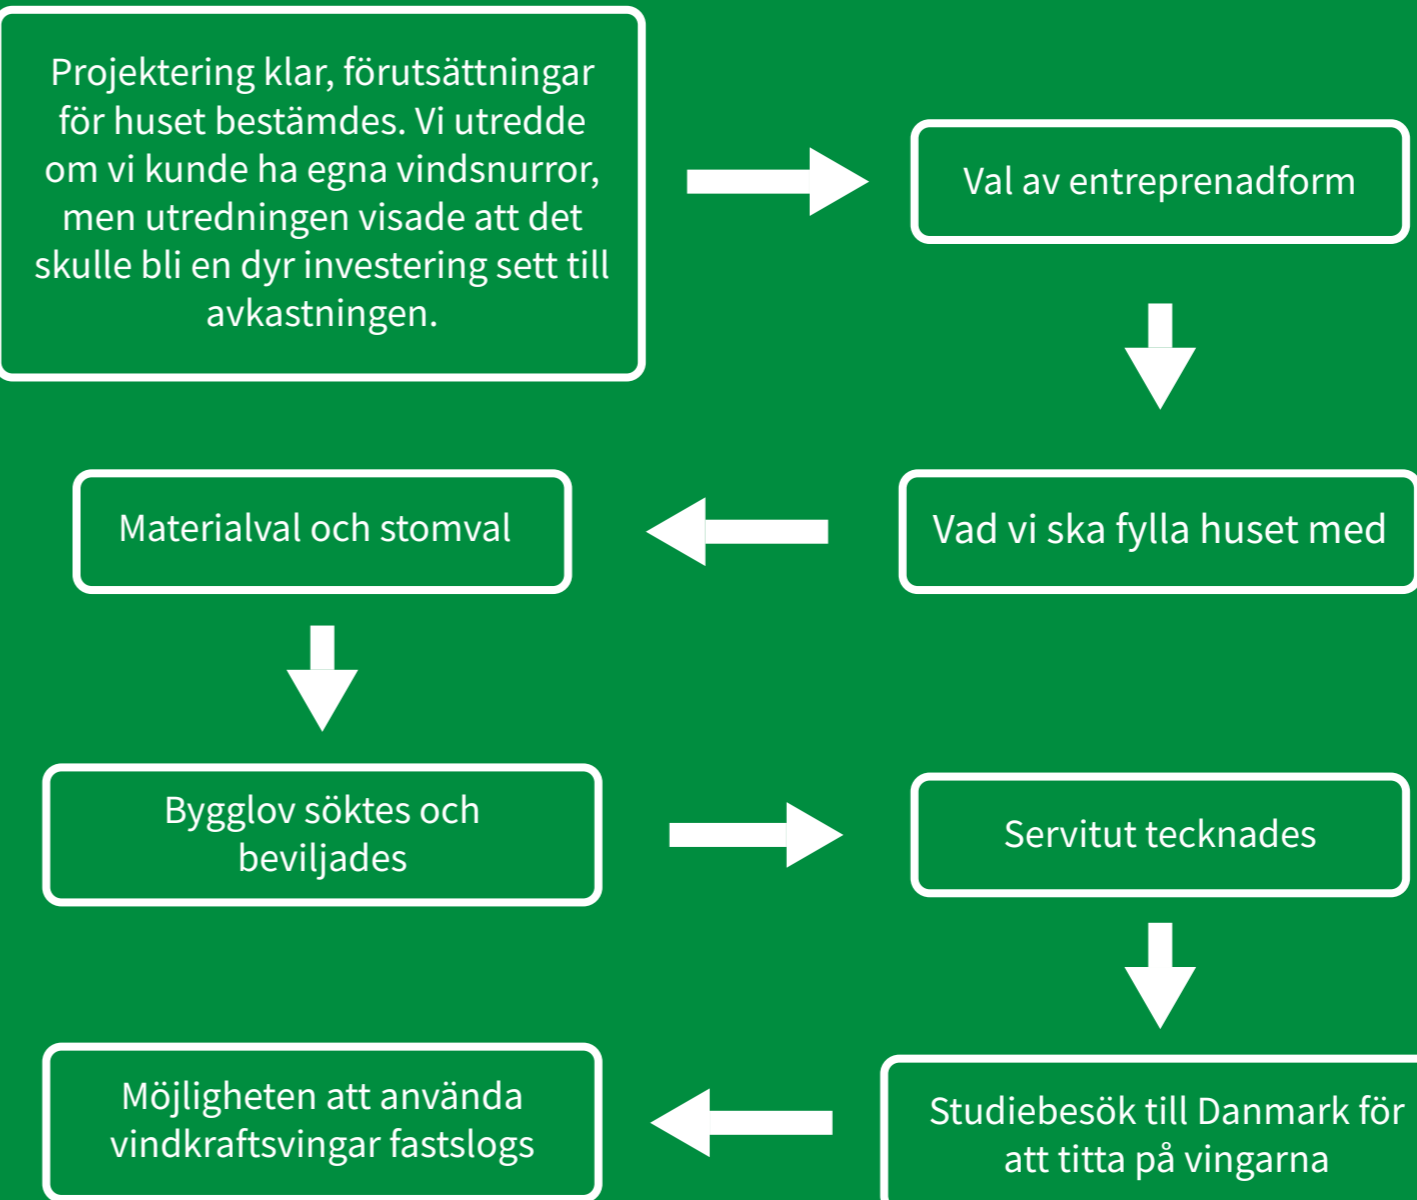 Projektering klar, förutsättningar
för huset bestämdes. Vi utredde
om vi kunde ha egna vindsnurror,
men utredningen visade att det
skulle bli en dyr investering sett till
avkastningen.
Val av entreprenadform
Vad vi ska fylla huset med
Materialval och stomval
Bygglov söktes och
beviljades
Servitut tecknades
Studiebesök till Danmark för
att titta på vingarna
Möjligheten att använda
vindkraftsvingar fastslogs